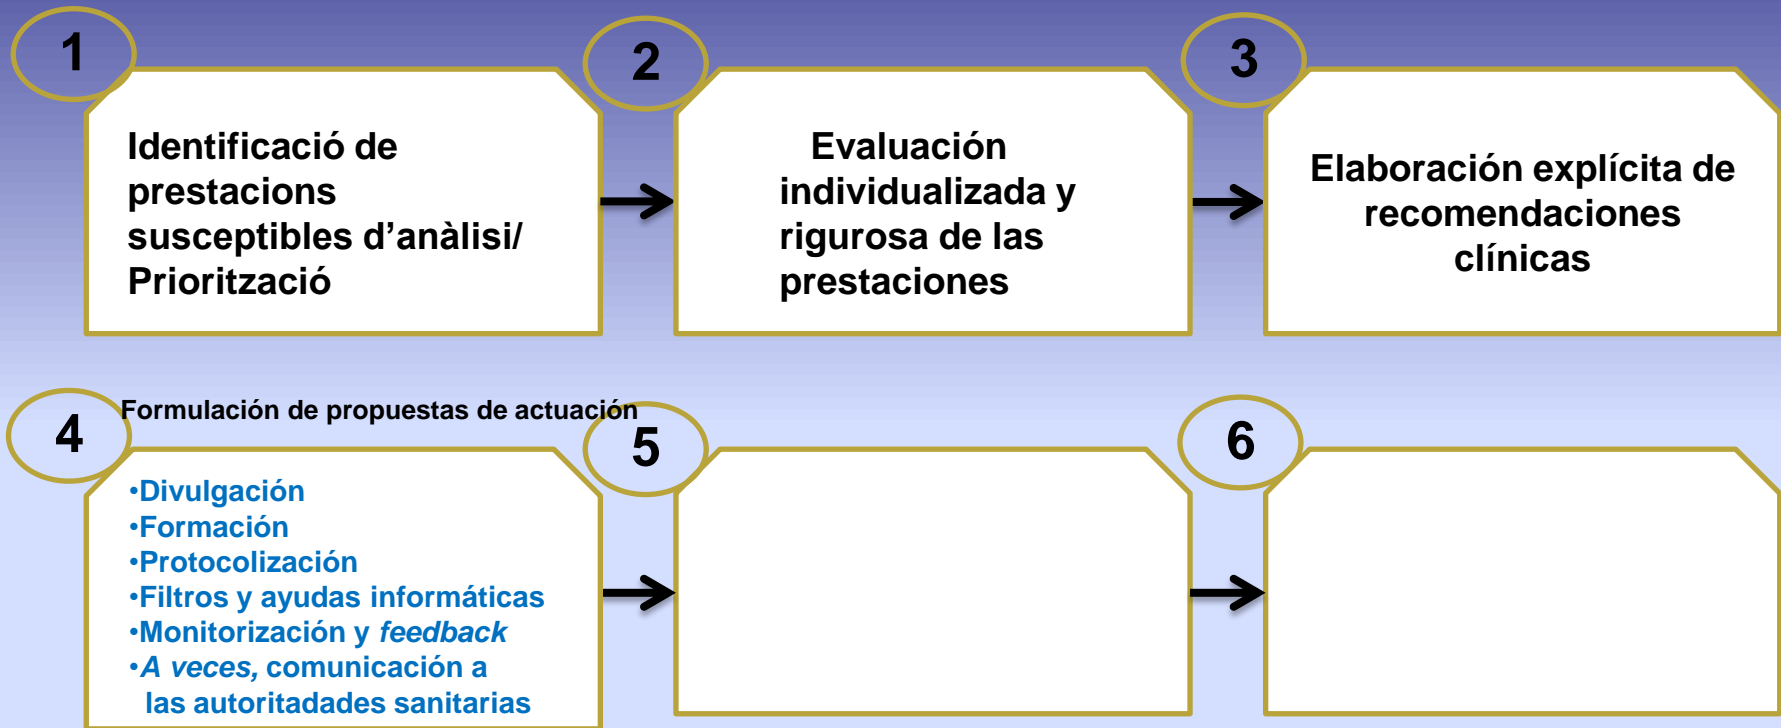 1
Identificació de
prestacions
susceptibles d’anàlisi/
Priorització
2
Evaluación
individualizada y
rigurosa de las
prestaciones
3
Elaboración explícita de
recomendaciones
clínicas
4
Formulación de propuestas de actuación
•Divulgación
•Formación
•Protocolización
•Filtros y ayudas informáticas
•Monitorización y feedback
•A veces, comunicación a
las autoritadades sanitarias
5
6